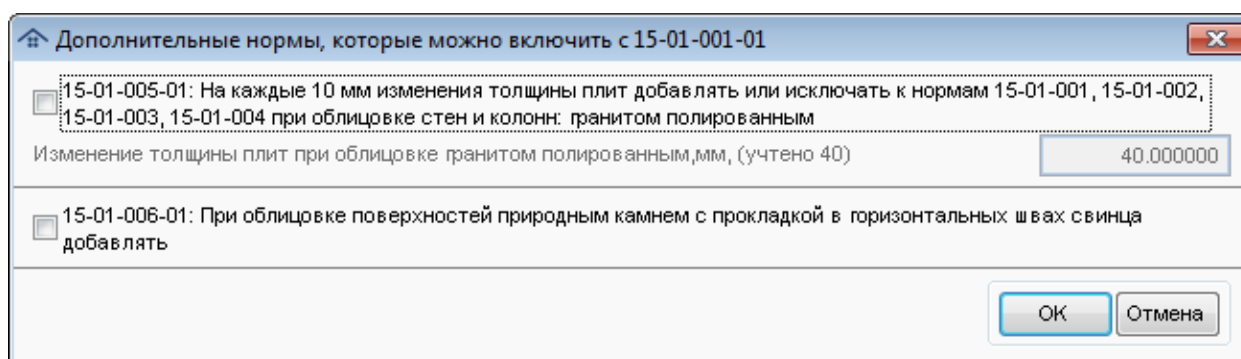 Дополнительные нормы, которые можно включить с 15-01-001-01
15-01-005-01: На каждые 10 мм изменения толщины плит добавлять или исключать к нормам 15-01-001, 15-01-002,
15-01-003, 15-01-004 при облицовке стен и колонн: гранитом полированным
Изменение толщины плит при облицовке гранитом полированным,мм, (учтено 40)
40.000000
15-01-006-01: При облицовке поверхностей природным камнем с прокладкой в горизонтальных швах свинца
добавлять
ОК
Отмена